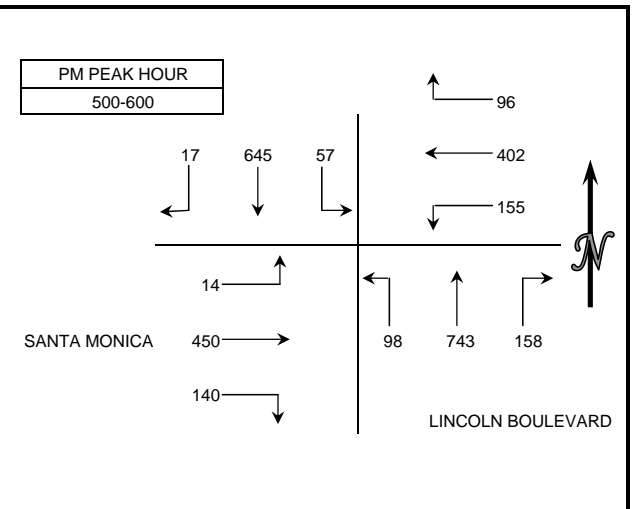 PM PEAK HOUR
500-600
96
17 645 57
402
155
N
14
SANTA MONICA 450
98 743 158
140
LINCOLN BOULEVARD